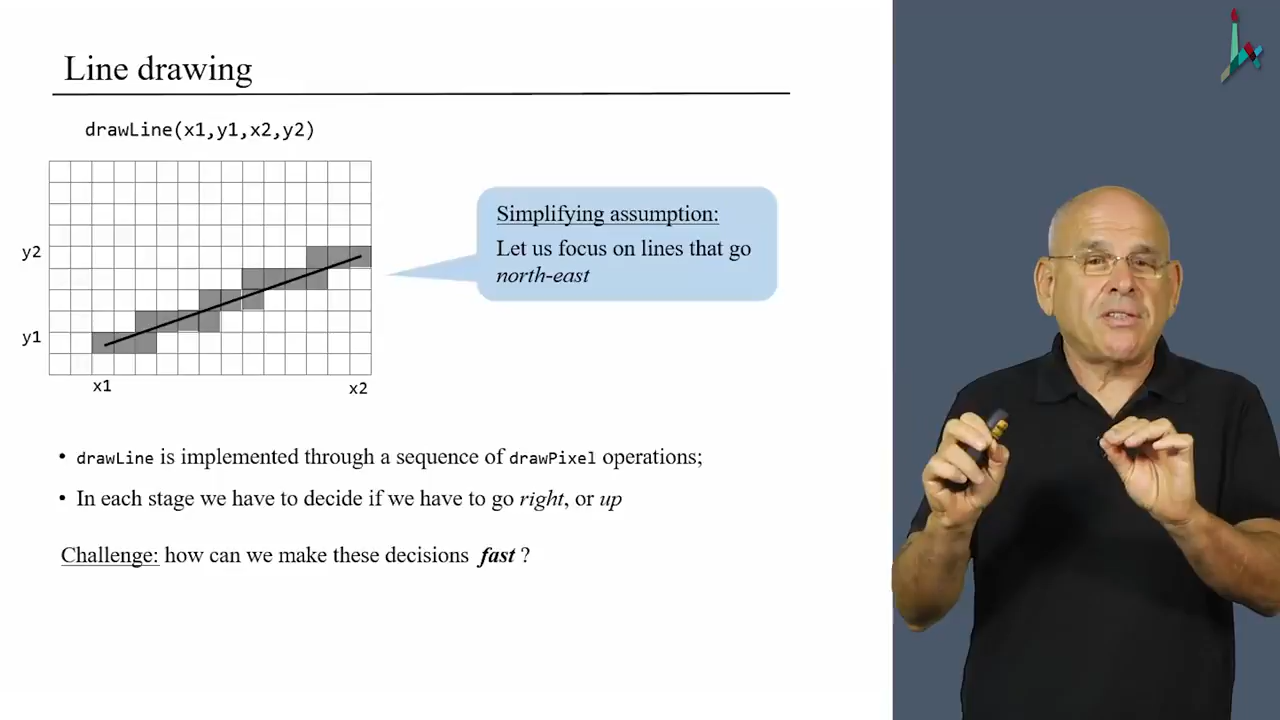 Line drawing
drawLine(x1,y1,x2,y2)
y2
y1
x1
x2
Simplifying assumption:
Let us focus on lines that go
north-east
• drawLine is implemented through a sequence of drawPixel operations;
• In each stage we have to decide if we have to go right, or up
Challenge: how can we make these decisions fast ?